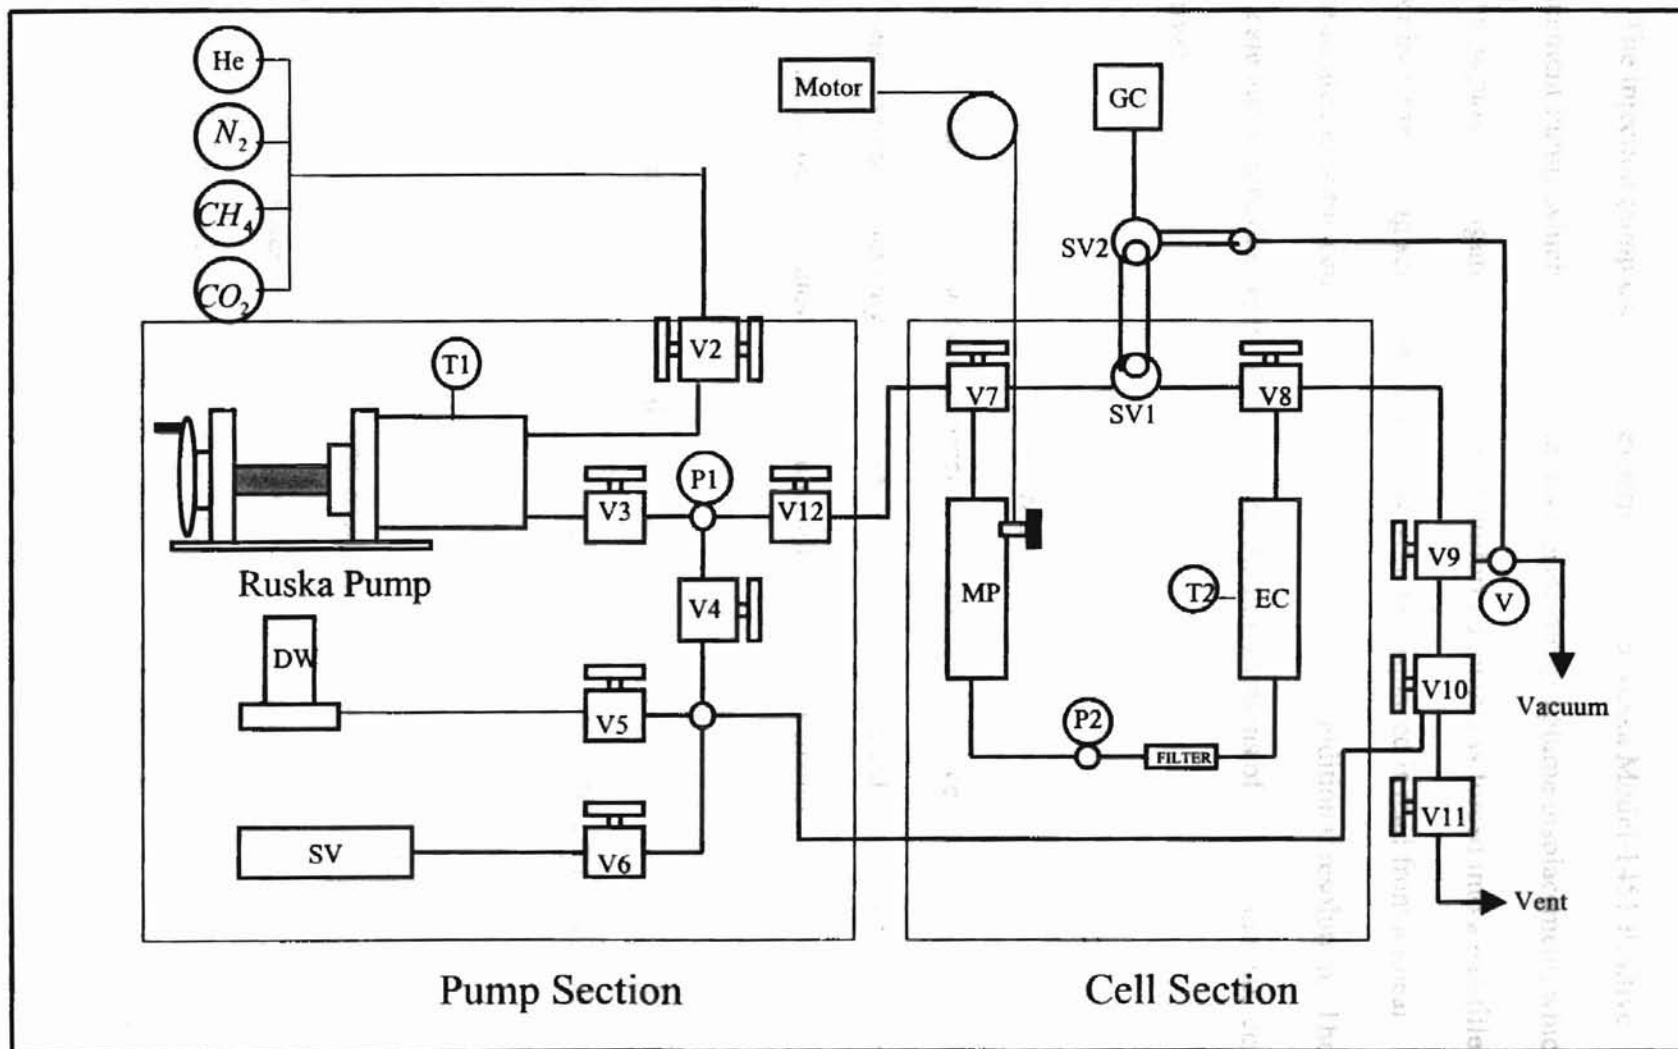 He
N₂
CH₄
CO₂
Motor
GC
SV2
SV1
V2
T1
V7
V8
P1
V3
V12
Ruska Pump
V4
MP
T2
EC
V9
V
DW
V5
V10
Vacuum
P2
FILTER
V11
SV
V6
Vent
Pump Section
Cell Section